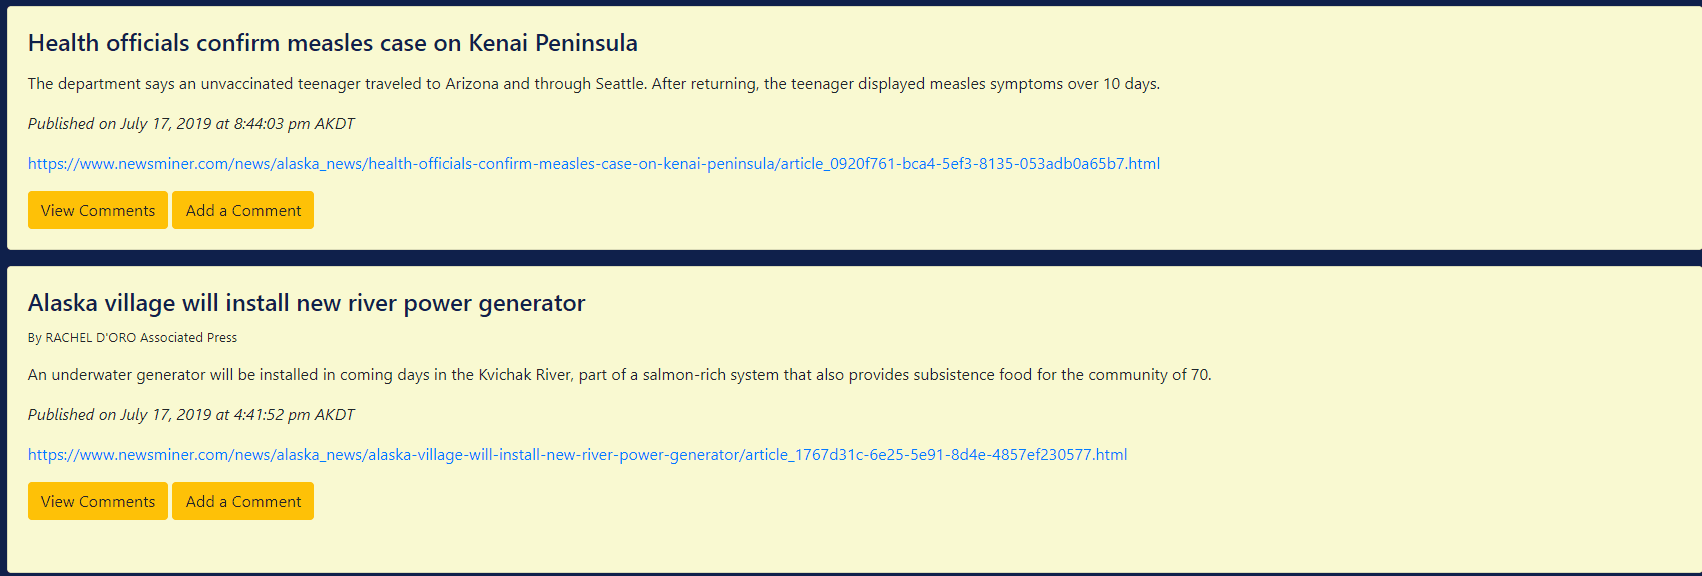 Health officials confirm measles case on Kenai Peninsula
The department says an unvaccinated teenager traveled to Arizona and through Seattle. After returning, the teenager displayed measles symptoms over 10 days.
Published on July 17, 2019 at 8:44:03 pm AKDT
https://www.newsminer.com/news/alaska_news/health-officials-confirm-measles-case-on-kenai-peninsula/article_0920f761-bca4-5ef3-8135-053adb0a65b7.html
View Comments Add a Comment
Alaska village will install new river power generator
By RACHEL D'ORO Associated Press
An underwater generator will be installed in coming days in the Kvichak River, part of a salmon-rich system that also provides subsistence food for the community of 70.
Published on July 17, 2019 at 4:41:52 pm AKDT
https://www.newsminer.com/news/alaska_news/alaska-village-will-install-new-river-power-generator/article_1767d31c-6e25-5e91-8d4e-4857ef230577.html
View Comments Add a Comment